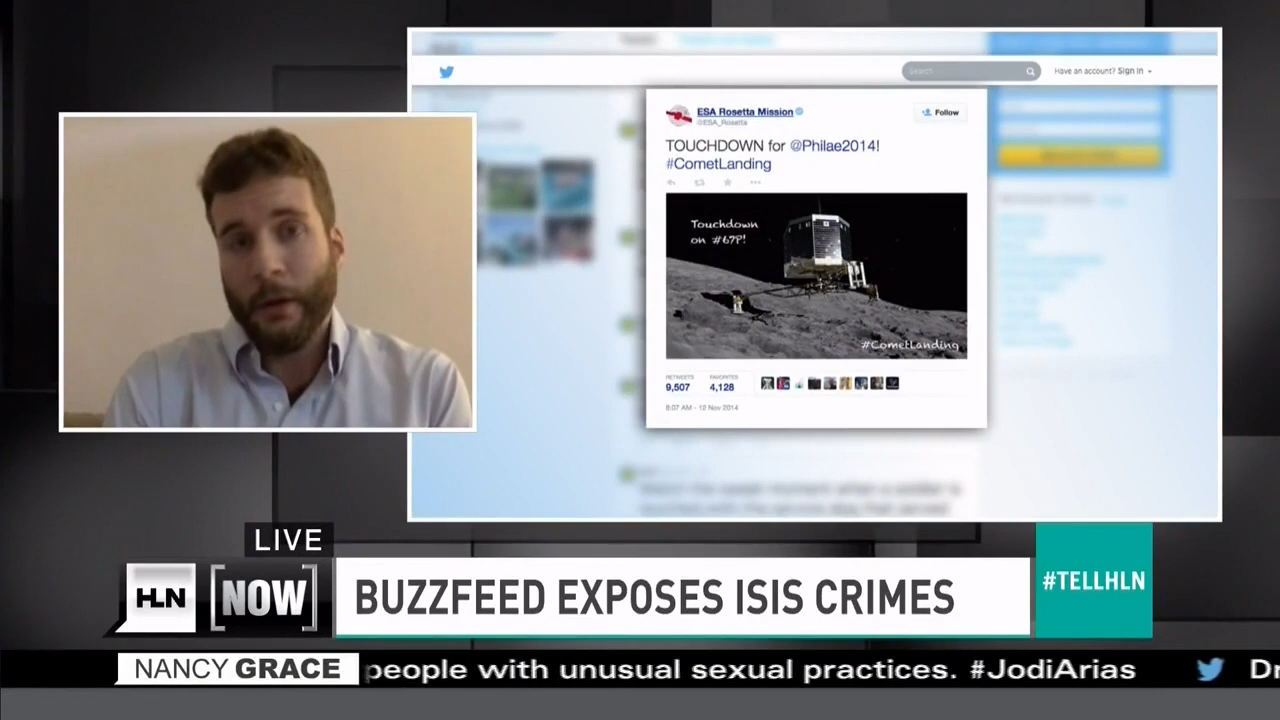 Search
Have an account? Sign in
ESA Rosetta Mission
@ESA_Rosetta
Follow
TOUCHDOWN for @Philae2014!
#CometLanding
Touchdown
on #67P!
#CometLanding
RETWEETS
FAVORITES
9,507
4,128
8:07 AM - 12 Nov 2014
LIVE
HLN
[NOW]
BUZZFEED EXPOSES ISIS CRIMES
#TELLHLN
NANCY GRACE
people with unusual sexual practices. #JodiArias
Dr